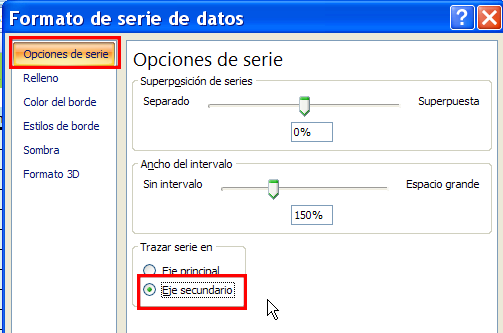 Formato de serie de datos
Opciones de serie
Relleno
Color del borde
Estilos de borde
Sombra
Formato 3D
Opciones de serie
Superposición de series
Separado Superpuesta
0%
Ancho del intervalo
Sin intervalo Espacio grande
150%
Trazar serie en
Eje principal
Eje secundario